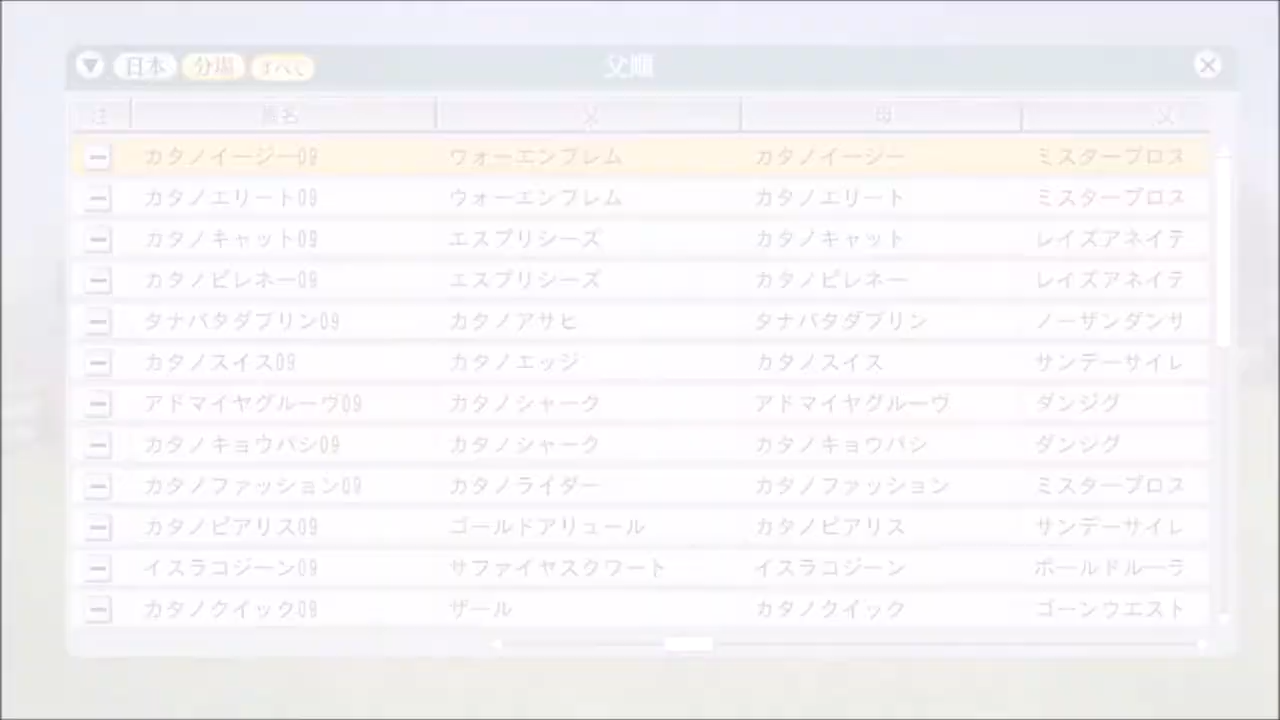 日本 分場 すべて 父順
注 馬名 父 母 父
カタノイージー09 ウォーエンブレム カタノイージー ミスタープロス
カタノエリート09 ウォーエンブレム カタノエリート ミスタープロス
カタノキャット09 エスプリシーズ カタノキャット レイズアネイテ
カタノピレネー09 エスプリシーズ カタノピレネー レイズアネイテ
タナバタダブリン09 カタノアサヒ タナバタダブリン ノーザンダンサ
カタノスイス09 カタノエッジ カタノスイス サンデーサイレ
アドマイヤグルーヴ09 カタノシャーク アドマイヤグルーヴ ダンジグ
カタノキョウバシ09 カタノシャーク カタノキョウバシ ダンジグ
カタノファッション09 カタノライダー カタノファッション ミスタープロス
カタノピアリス09 ゴールドアリュール カタノピアリス サンデーサイレ
イスラコジーン09 サファイヤスクワート イスラコジーン ボールドルーラ
カタノクイック09 ザール カタノクイック ゴーンウエスト